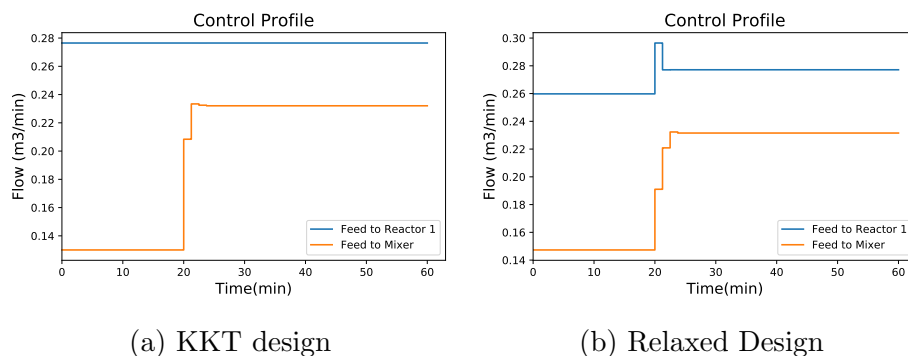 Control Profile
Flow (m3/min)
0.28
0.26
0.24
0.22
0.20
0.18
0.16
0.14
0 10 20 30 40 50 60
Time(min)
Feed to Reactor 1
Feed to Mixer
(a) KKT design
Control Profile
Flow (m3/min)
0.30
0.28
0.26
0.24
0.22
0.20
0.18
0.16
0.14
0 10 20 30 40 50 60
Time(min)
Feed to Reactor 1
Feed to Mixer
(b) Relaxed Design